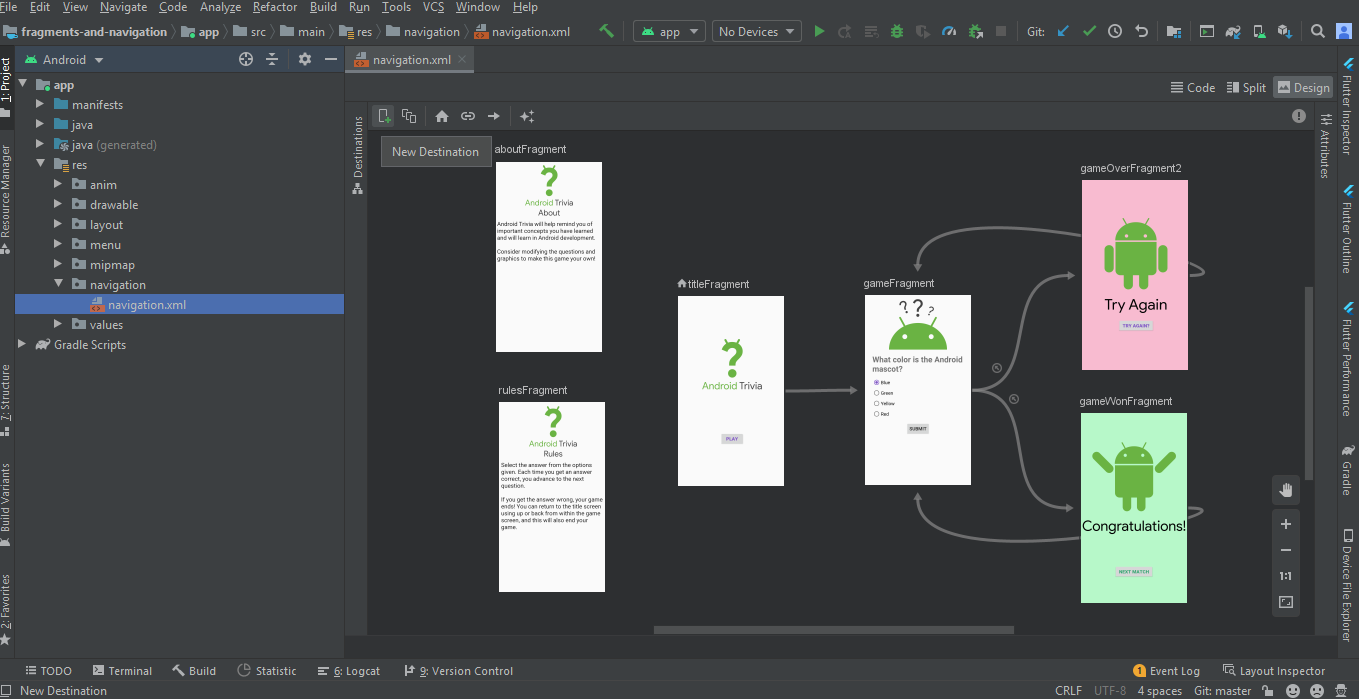 File Edit View Navigate Code Analyze Refactor Build Run Tools VCS Window Help
fragments-and-navigation app src main res navigation navigation.xml app No Devices Git:
Android
navigation.xml
1: Project
Resource Manager
7: Structure
Build Variants
2: Favorites
app
manifests
java
java (generated)
res
anim
drawable
layout
menu
mipmap
navigation
navigation.xml
values
Gradle Scripts
Code Split Design
Destinations
Attributes
New Destination
aboutFragment
Android Trivia
About
Android Trivia will help remind you of
important concepts you have learned
and will learn in Android development.
Consider modifying the questions and
graphics to make this game your own!
rulesFragment
Android Trivia
Rules
Select the answer from the options
given. Each time you get an answer
correct, you advance to the next
question.
If you get the answer wrong, your game
ends! You can return to the title screen
using up or back from within the game
screen, and this will also end your
game.
titleFragment
Android Trivia
PLAY
gameFragment
? ? ?
What color is the Android
mascot?
Blue
Green
Yellow
Red
SUBMIT
gameOverFragment2
Try Again
TRY AGAIN?
gameWonFragment
Congratulations!
NEXT MATCH
1:1
Flutter Inspector
Flutter Outline
Flutter Performance
Gradle
Device File Explorer
TODO Terminal Build Statistic 6: Logcat 9: Version Control 1 Event Log Layout Inspector
New Destination CRLF UTF-8 4 spaces Git: master